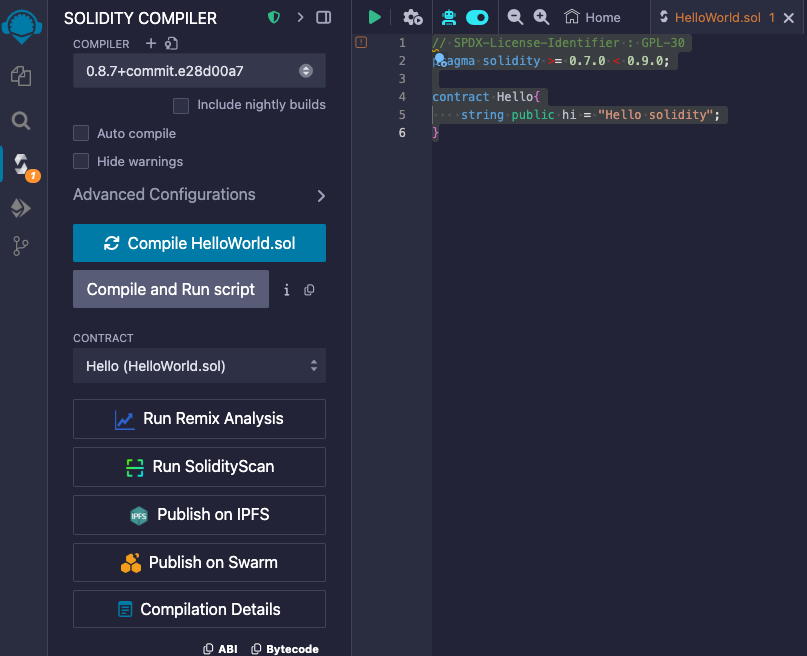 SOLIDITY COMPILER
COMPILER
0.8.7+commit.e28d00a7
Include nightly builds
Auto compile
Hide warnings
Advanced Configurations
Compile HelloWorld.sol
Compile and Run script
i
CONTRACT
Hello (HelloWorld.sol)
Run Remix Analysis
Run SolidityScan
IPFS Publish on IPFS
Publish on Swarm
Compilation Details
ABI Bytecode
1
Home HelloWorld.sol 1
1 // SPDX-License-Identifier : GPL-30
2 pragma solidity >= 0.7.0 < 0.9.0;
3
4 contract Hello{
5 string public hi = "Hello solidity";
6 }